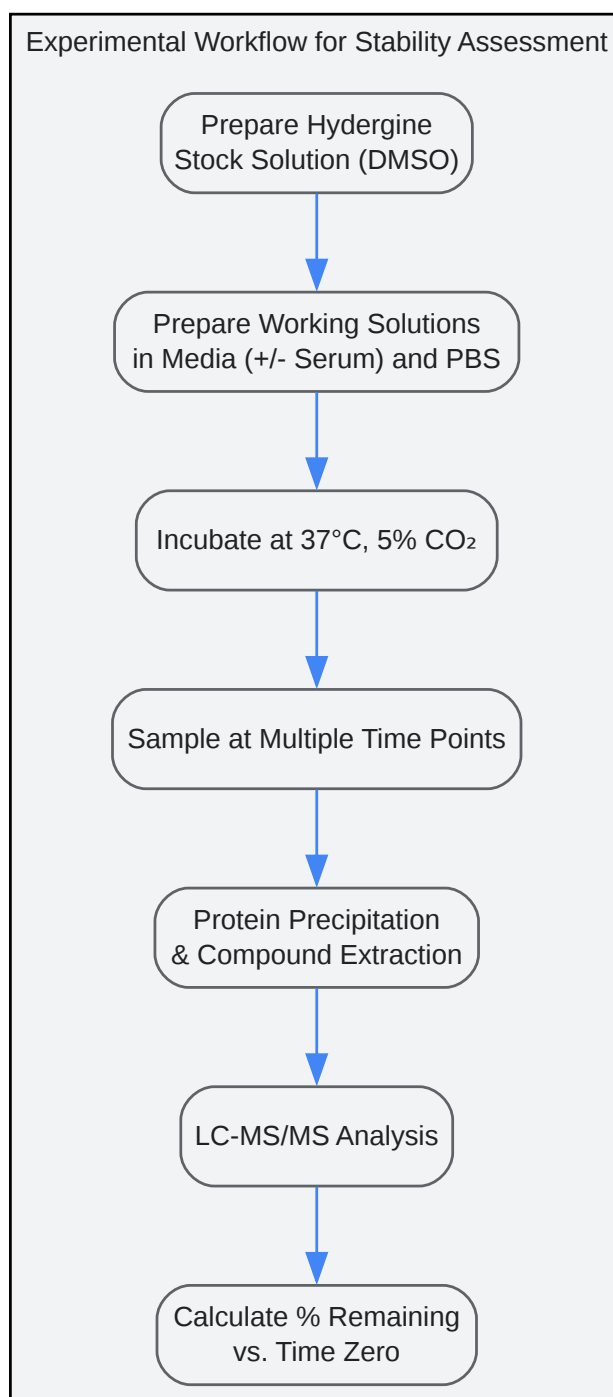 Experimental Workflow for Stability Assessment
Prepare Hydergine
Stock Solution (DMSO)
Prepare Working Solutions
in Media (+/- Serum) and PBS
Incubate at 37°C, 5% CO₂
Sample at Multiple Time Points
Protein Precipitation
& Compound Extraction
LC-MS/MS Analysis
Calculate % Remaining
vs. Time Zero